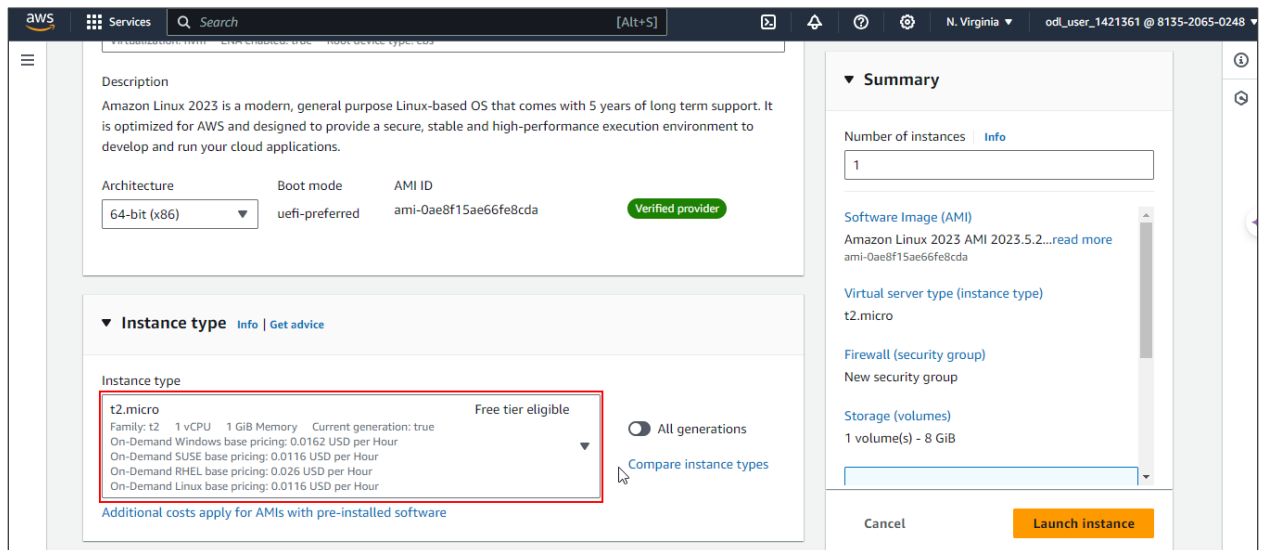 aws
Services
Search
[Alt+S]
N. Virginia
odl_user_1421361 @ 8135-2065-0248
Description
Amazon Linux 2023 is a modern, general purpose Linux-based OS that comes with 5 years of long term support. It
is optimized for AWS and designed to provide a secure, stable and high-performance execution environment to
develop and run your cloud applications.
Architecture
Boot mode
AMI ID
64-bit (x86)
uefi-preferred
ami-0ae8f15ae66fe8cda
Verified provider
Instance type
Info | Get advice
Instance type
t2.micro
Free tier eligible
Family: t2 1 vCPU 1 GiB Memory Current generation: true
On-Demand Windows base pricing: 0.0162 USD per Hour
On-Demand SUSE base pricing: 0.0116 USD per Hour
On-Demand RHEL base pricing: 0.026 USD per Hour
On-Demand Linux base pricing: 0.0116 USD per Hour
All generations
Compare instance types
Additional costs apply for AMIs with pre-installed software
Summary
Number of instances
Info
1
Software Image (AMI)
Amazon Linux 2023 AMI 2023.5.2...read more
ami-0ae8f15ae66fe8cda
Virtual server type (instance type)
t2.micro
Firewall (security group)
New security group
Storage (volumes)
1 volume(s) - 8 GiB
Cancel
Launch instance